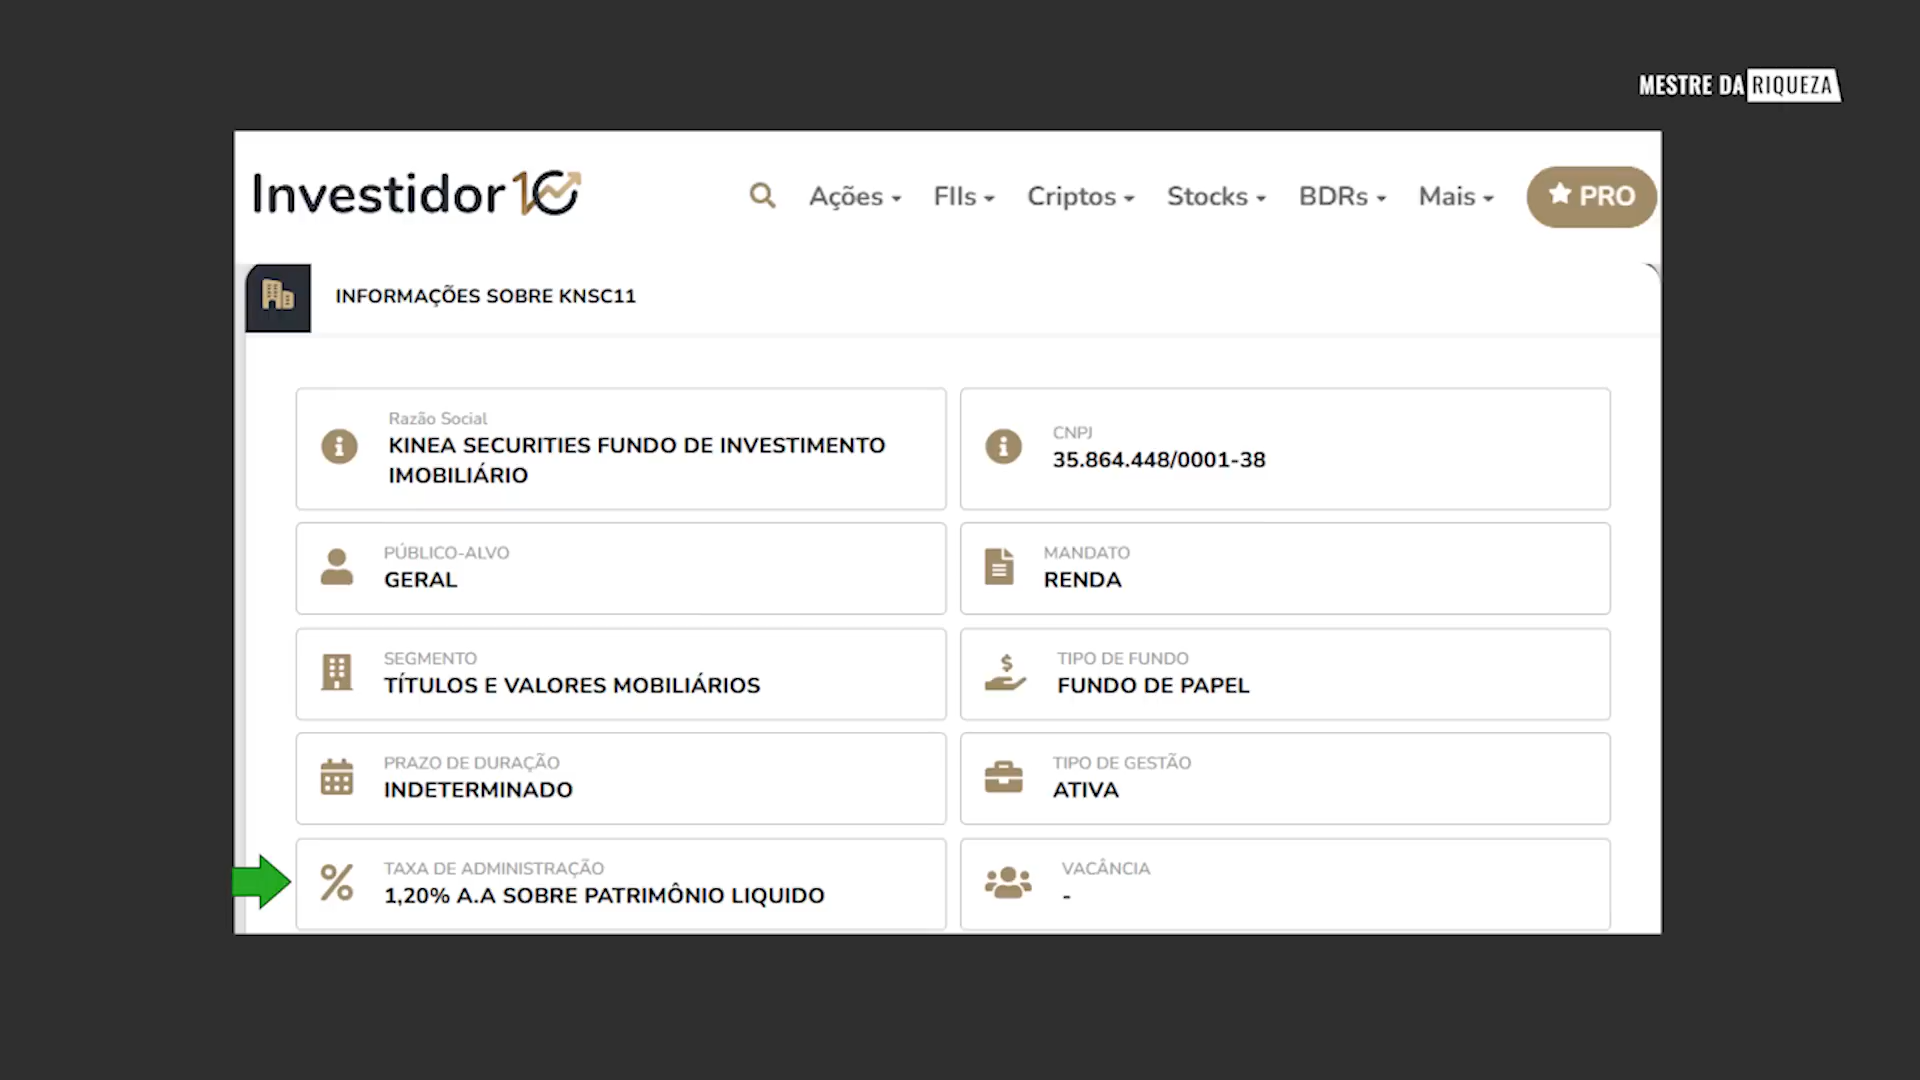 MESTRE DA RIQUEZA
Investidor 10
Ações
FIIs
Criptos
Stocks
BDRs
Mais
PRO
INFORMAÇÕES SOBRE KNSC11
Razão Social
KINEA SECURITIES FUNDO DE INVESTIMENTO
IMOBILIÁRIO
CNPJ
35.864.448/0001-38
PÚBLICO-ALVO
GERAL
MANDATO
RENDA
SEGMENTO
TÍTULOS E VALORES MOBILIÁRIOS
TIPO DE FUNDO
FUNDO DE PAPEL
PRAZO DE DURAÇÃO
INDETERMINADO
TIPO DE GESTÃO
ATIVA
TAXA DE ADMINISTRAÇÃO
1,20% A.A SOBRE PATRIMÔNIO LIQUIDO
VACÂNCIA
-